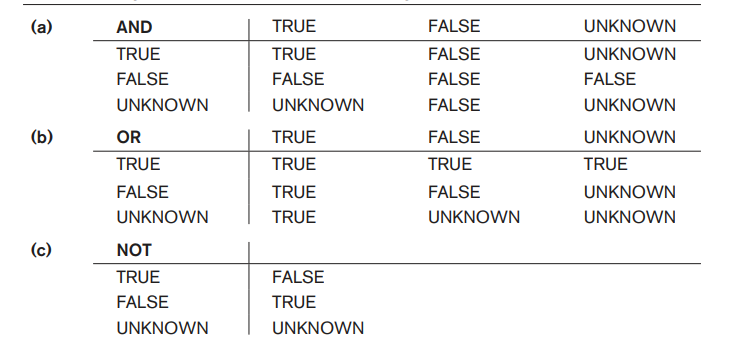 (a) AND TRUE FALSE UNKNOWN
TRUE TRUE FALSE UNKNOWN
FALSE FALSE FALSE FALSE
UNKNOWN UNKNOWN FALSE UNKNOWN
(b) OR TRUE FALSE UNKNOWN
TRUE TRUE TRUE TRUE
FALSE TRUE FALSE UNKNOWN
UNKNOWN TRUE UNKNOWN UNKNOWN
(c) NOT
TRUE FALSE
FALSE TRUE
UNKNOWN UNKNOWN